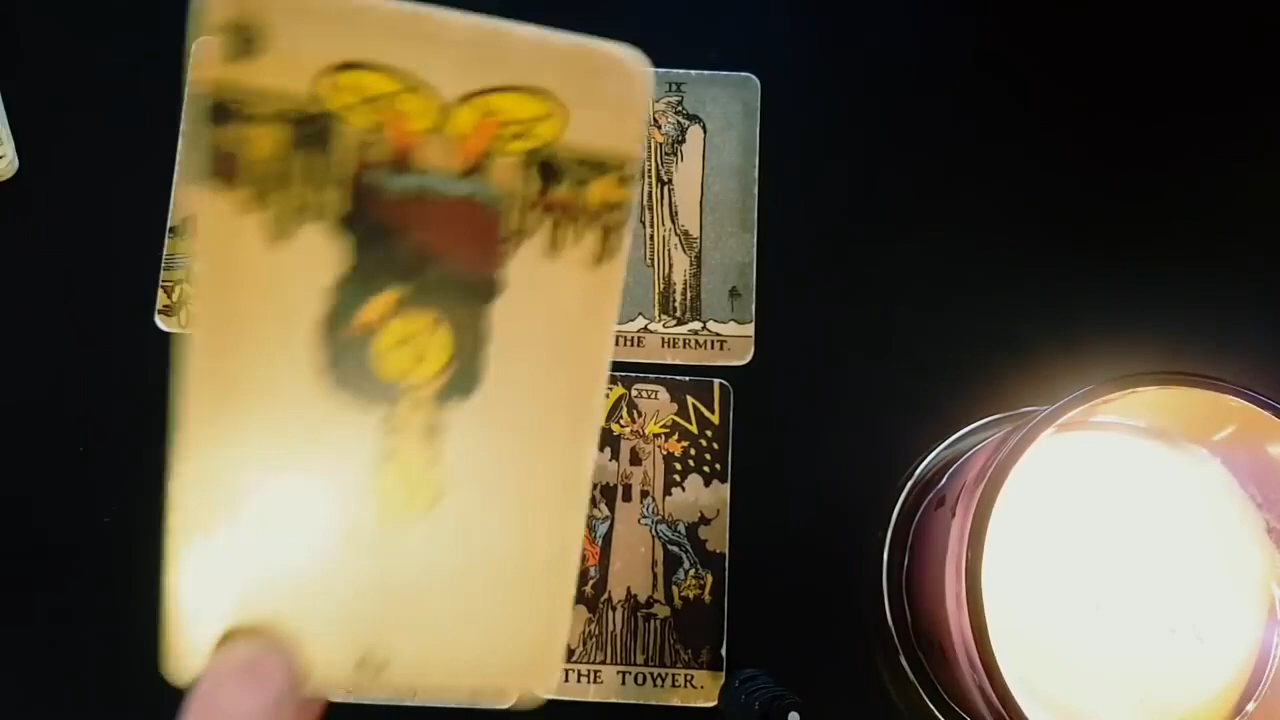 IX
THE HERMIT.
XVI
THE TOWER.